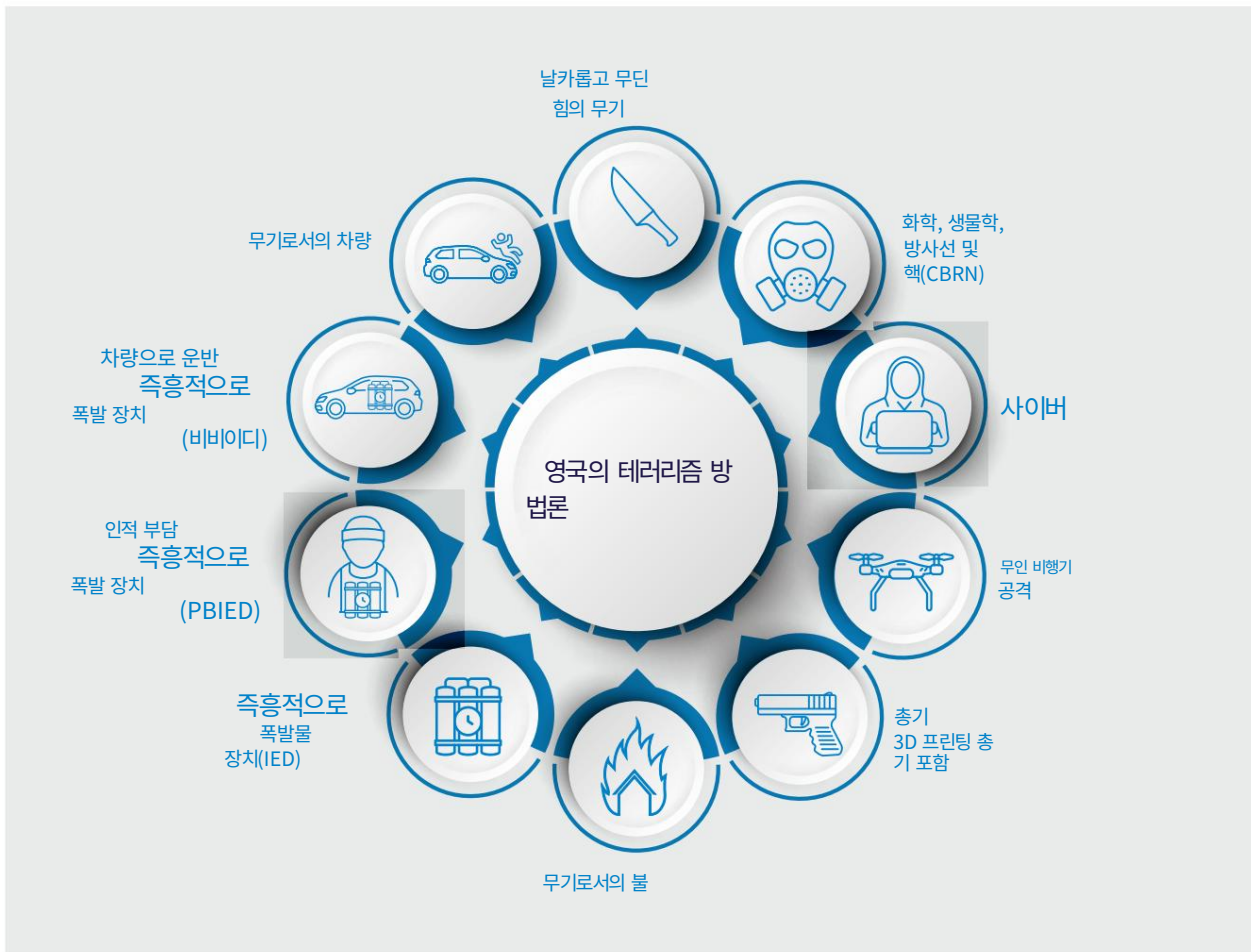 날카롭고 무딘
힘의 무기
화학, 생물학,
방사선 및
핵(CBRN)
사이버
무인 비행기
공격
총기
3D 프린팅 총
기 포함
무기로서의 불
즉흥적으로
폭발물
장치(IED)
인적 부담
즉흥적으로
폭발 장치
(PBIED)
차량으로 운반
즉흥적으로
폭발 장치
(비비이디)
무기로서의 차량
영국의 테러리즘 방
법론